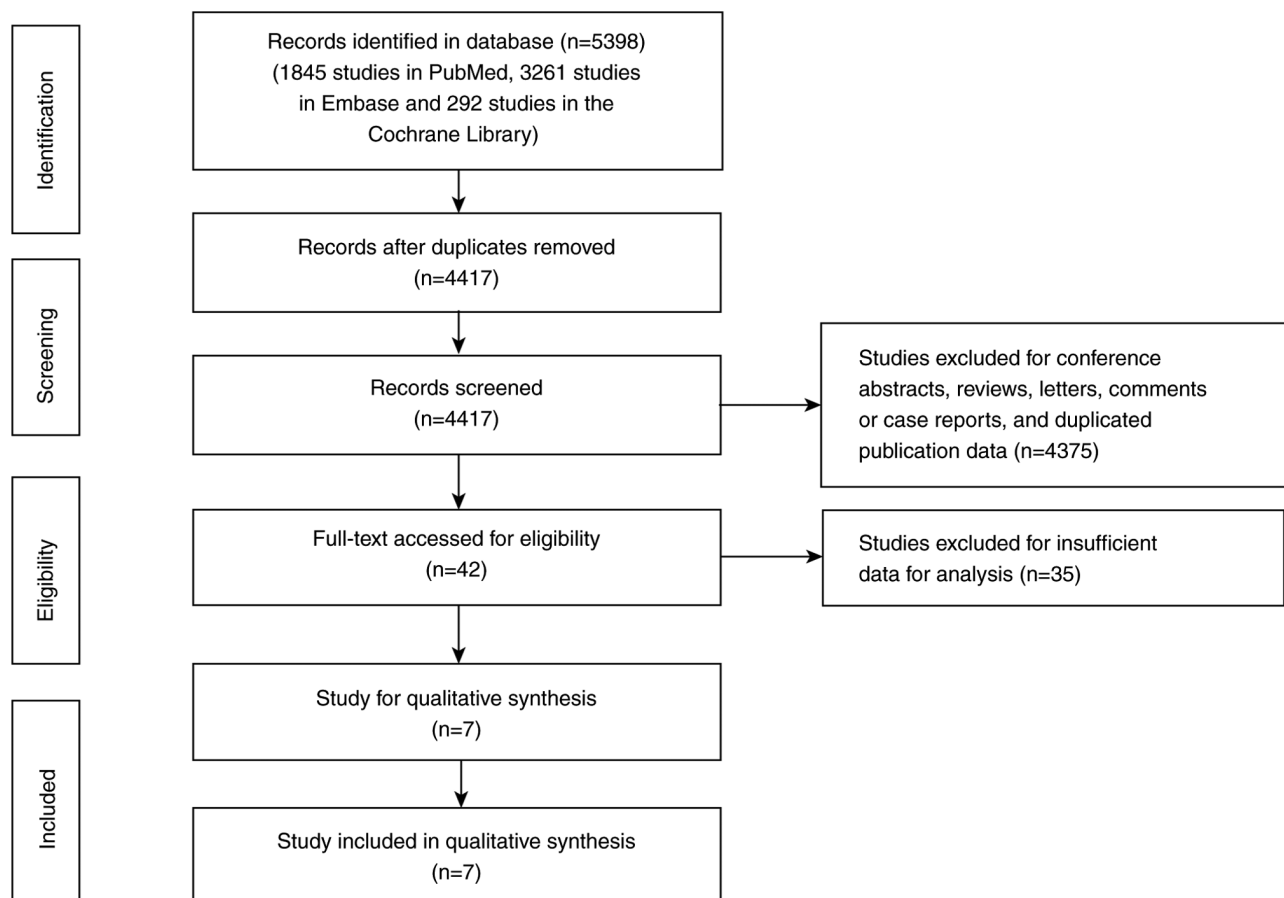 Identification
Records identified in database (n=5398)
(1845 studies in PubMed, 3261 studies
in Embase and 292 studies in the
Cochrane Library)
Records after duplicates removed
(n=4417)
Screening
Records screened
(n=4417)
Studies excluded for conference
abstracts, reviews, letters, comments
or case reports, and duplicated
publication data (n=4375)
Eligibility
Full-text accessed for eligibility
(n=42)
Studies excluded for insufficient
data for analysis (n=35)
Included
Study for qualitative synthesis
(n=7)
Study included in qualitative synthesis
(n=7)